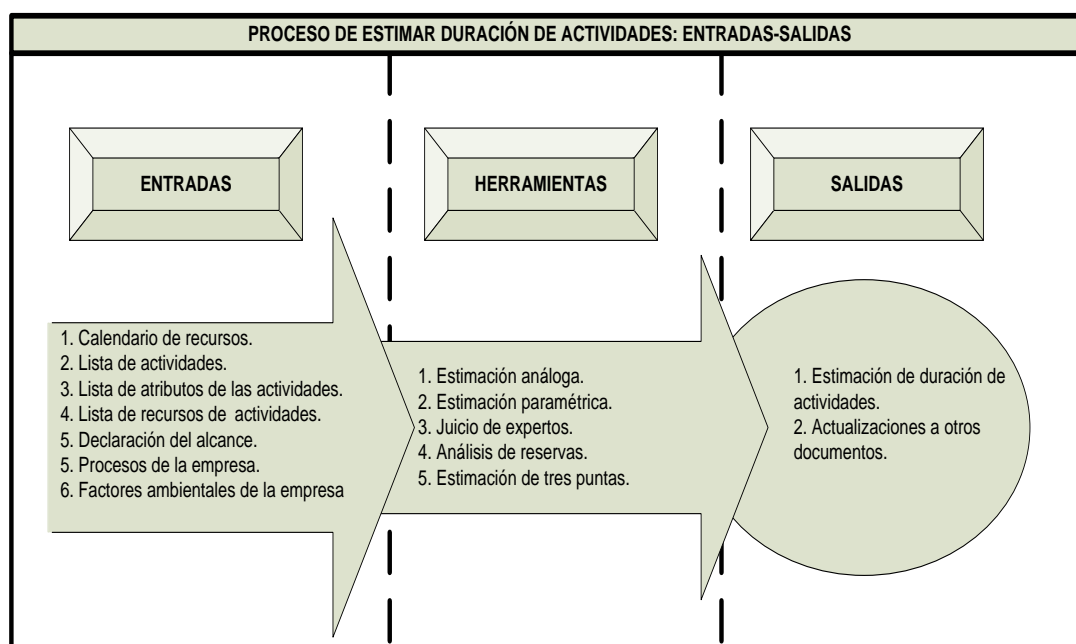 PROCESO DE ESTIMAR DURACIÓN DE ACTIVIDADES: ENTRADAS-SALIDAS
ENTRADAS
1. Calendario de recursos.
2. Lista de actividades.
3. Lista de atributos de las actividades.
4. Lista de recursos de actividades.
5. Declaración del alcance.
5. Procesos de la empresa.
6. Factores ambientales de la empresa
HERRAMIENTAS
1. Estimación análoga.
2. Estimación paramétrica.
3. Juicio de expertos.
4. Análisis de reservas.
5. Estimación de tres puntas.
SALIDAS
1. Estimación de duración de
actividades.
2. Actualizaciones a otros
documentos.